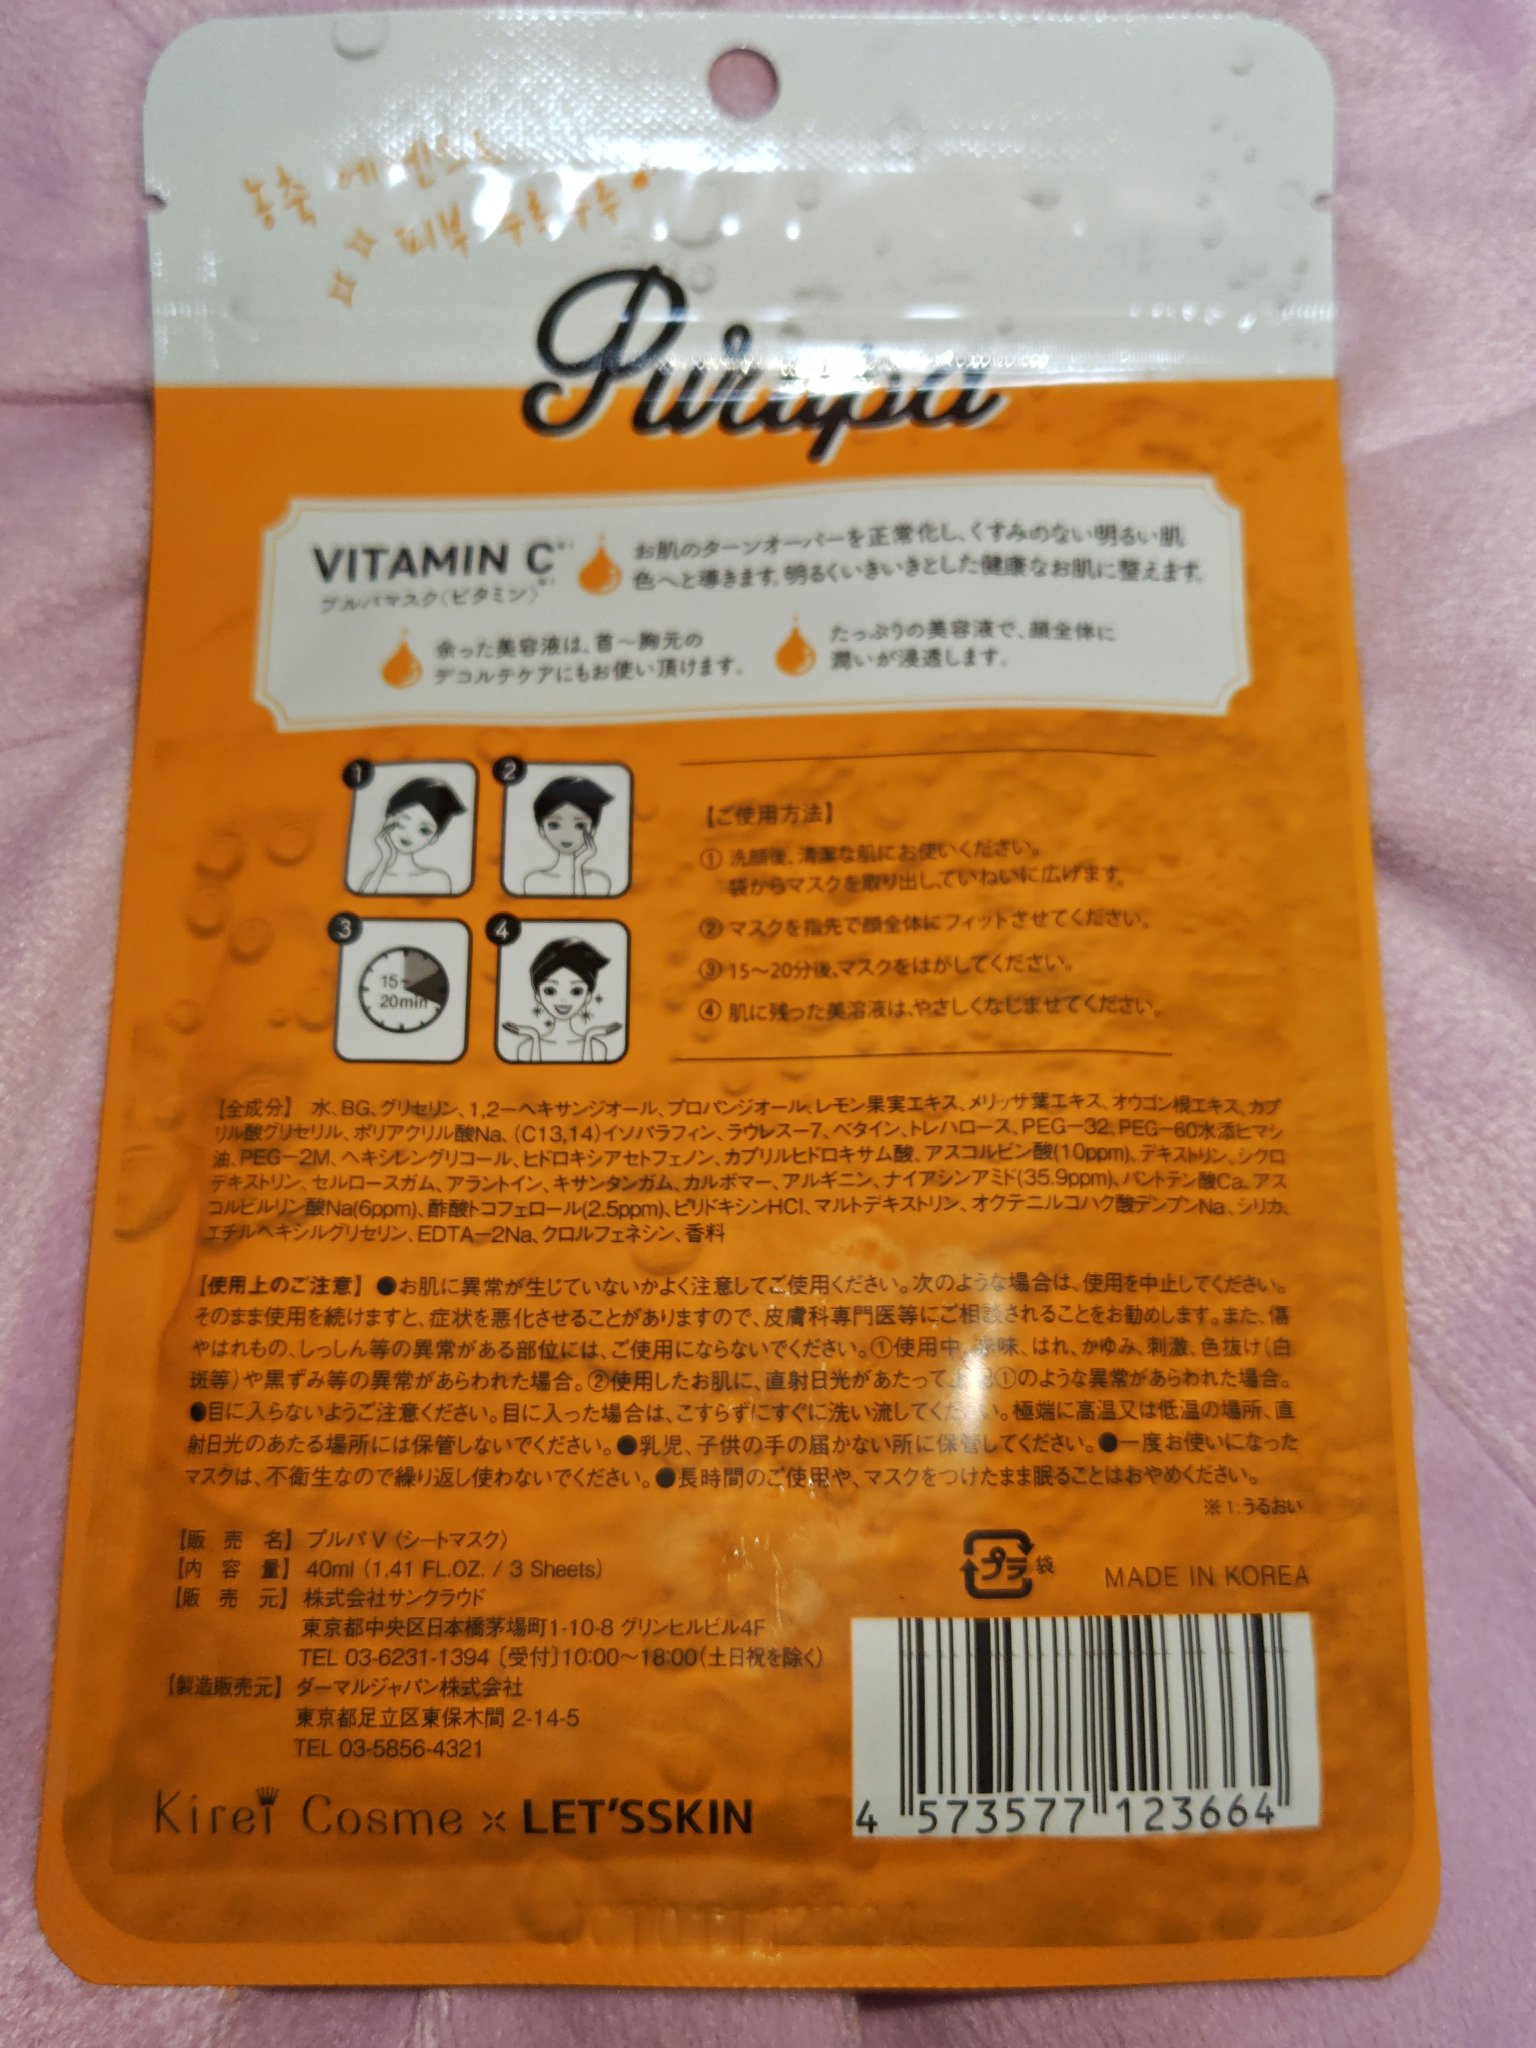 농축 에센스
피부 수분
Purupa
VITAMIN C※1
プルパマスク(ビタミン)※1
お肌のターンオーバーを正常化し、くすみのない明るい肌
色へと導きます。明るくいきいきとした健康なお肌に整えます。
余った美容液は、首〜胸元の
デコルテケアにもお使い頂けます。
たっぷりの美容液で、顔全体に
潤いが浸透します。
1
2
3
15~
20min
4
【ご使用方法】
① 洗顔後、清潔な肌にお使いください。
袋からマスクを取り出し、ていねいに広げます。
② マスクを指先で顔全体にフィットさせてください。
③ 15〜20分後、マスクをはがしてください。
④ 肌に残った美溶液は、やさしくなじませてください。
【全成分】 水、BG、グリセリン、1,2ーヘキサンジオール、プロパンジオール、レモン果実エキス、メリッサ葉エキス、オウゴン根エキス、カプ
リル酸グリセリル、ポリアクリル酸Na、(C13,14)イソパラフィン、ラウレスー7、ベタイン、トレハロース、PEGー32、PEGー60水添ヒマシ
油、PEGー2M、ヘキシレングリコール、ヒドロキシアセトフェノン、カプリルヒドロキサム酸、アスコルビン酸(10ppm)、デキストリン、シクロ
デキストリン、セルロースガム、アラントイン、キサンタンガム、カルボマー、アルギニン、ナイアシンアミド(35.9ppm)、パントテン酸Ca、アス
コルビルリン酸Na(6ppm)、酢酸トコフェロール(2.5ppm)、ピリドキシンHCl、マルトデキストリン、オクテニルコハク酸デンプンNa、シリカ、
エチルヘキシルグリセリン、EDTAー2Na、クロルフェネシン、香料
【使用上のご注意】●お肌に異常が生じていないかよく注意してご使用ください。次のような場合は、使用を中止してください。
そのまま使用を続けますと、症状を悪化させることがありますので、皮膚科専門医等にご相談されることをお勧めします。また、傷
やはれもの、しっしん等の異常がある部位には、ご使用にならないでください。①使用中、赤味、はれ、かゆみ、刺激、色抜け(白
斑等)や黒ずみ等の異常があらわれた場合。②使用したお肌に、直射日光があたって、①のような異常があらわれた場合。
●目に入らないようご注意ください。目に入った場合は、こすらずにすぐに洗い流してください。極端に高温又は低温の場所、直
射日光のあたる場所には保管しないでください。●乳児、子供の手の届かない所に保管してください。●一度お使いになった
マスクは、不衛生なので繰り返し使わないでください。●長時間のご使用や、マスクをつけたまま眠ることはおやめください。
※1:うるおい
【販 売 名】 プルパV(シートマスク)
【内 容 量】 40ml (1.41 FL.OZ. / 3 Sheets)
【販 売 元】 株式会社サンクラウド
東京都中央区日本橋茅場町1-10-8 グリンヒルビル4F
TEL 03-6231-1394〔受付〕10:00〜18:00(土日祝を除く)
【製造販売元】 ダーマルジャパン株式会社
東京都足立区東保木間 2-14-5
TEL 03-5856-4321
プラ 袋
MADE IN KOREA
Kirei Cosme × LET'SSKIN
4 573577 123664